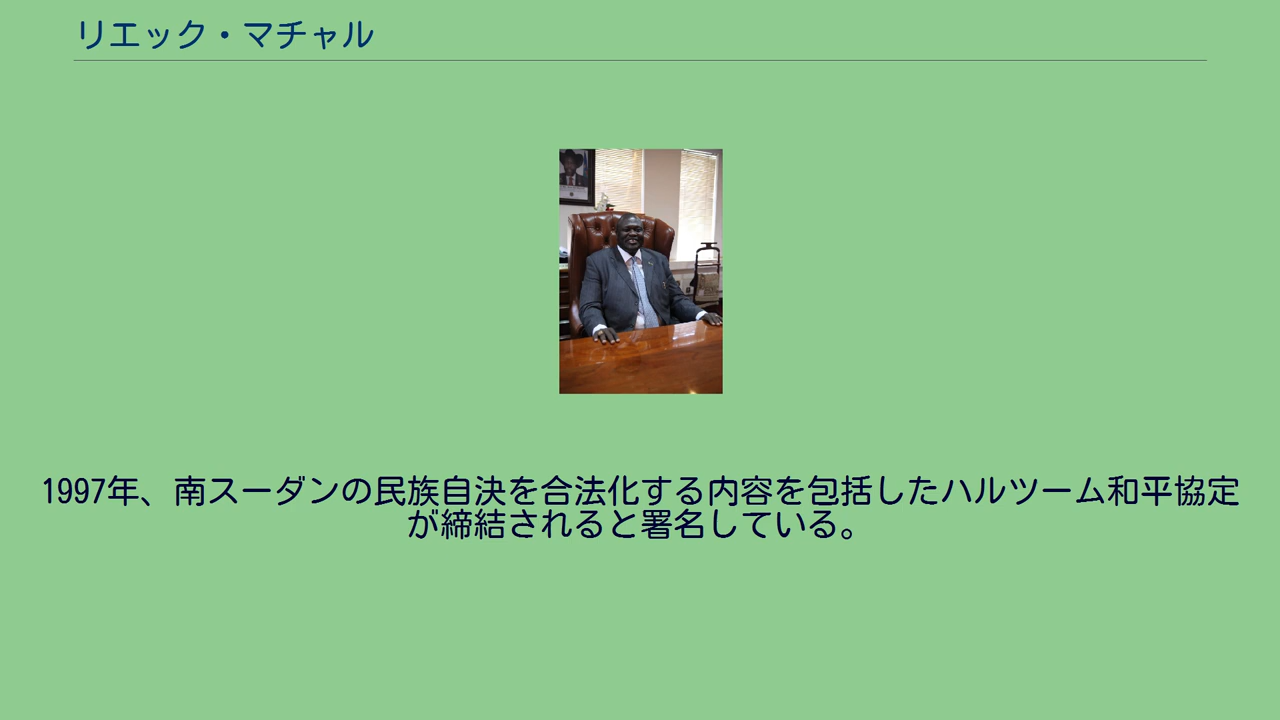 リエック・マチャル
1997年、南スーダンの民族自決を合法化する内容を包括したハルツーム和平協定
が締結されると署名している。